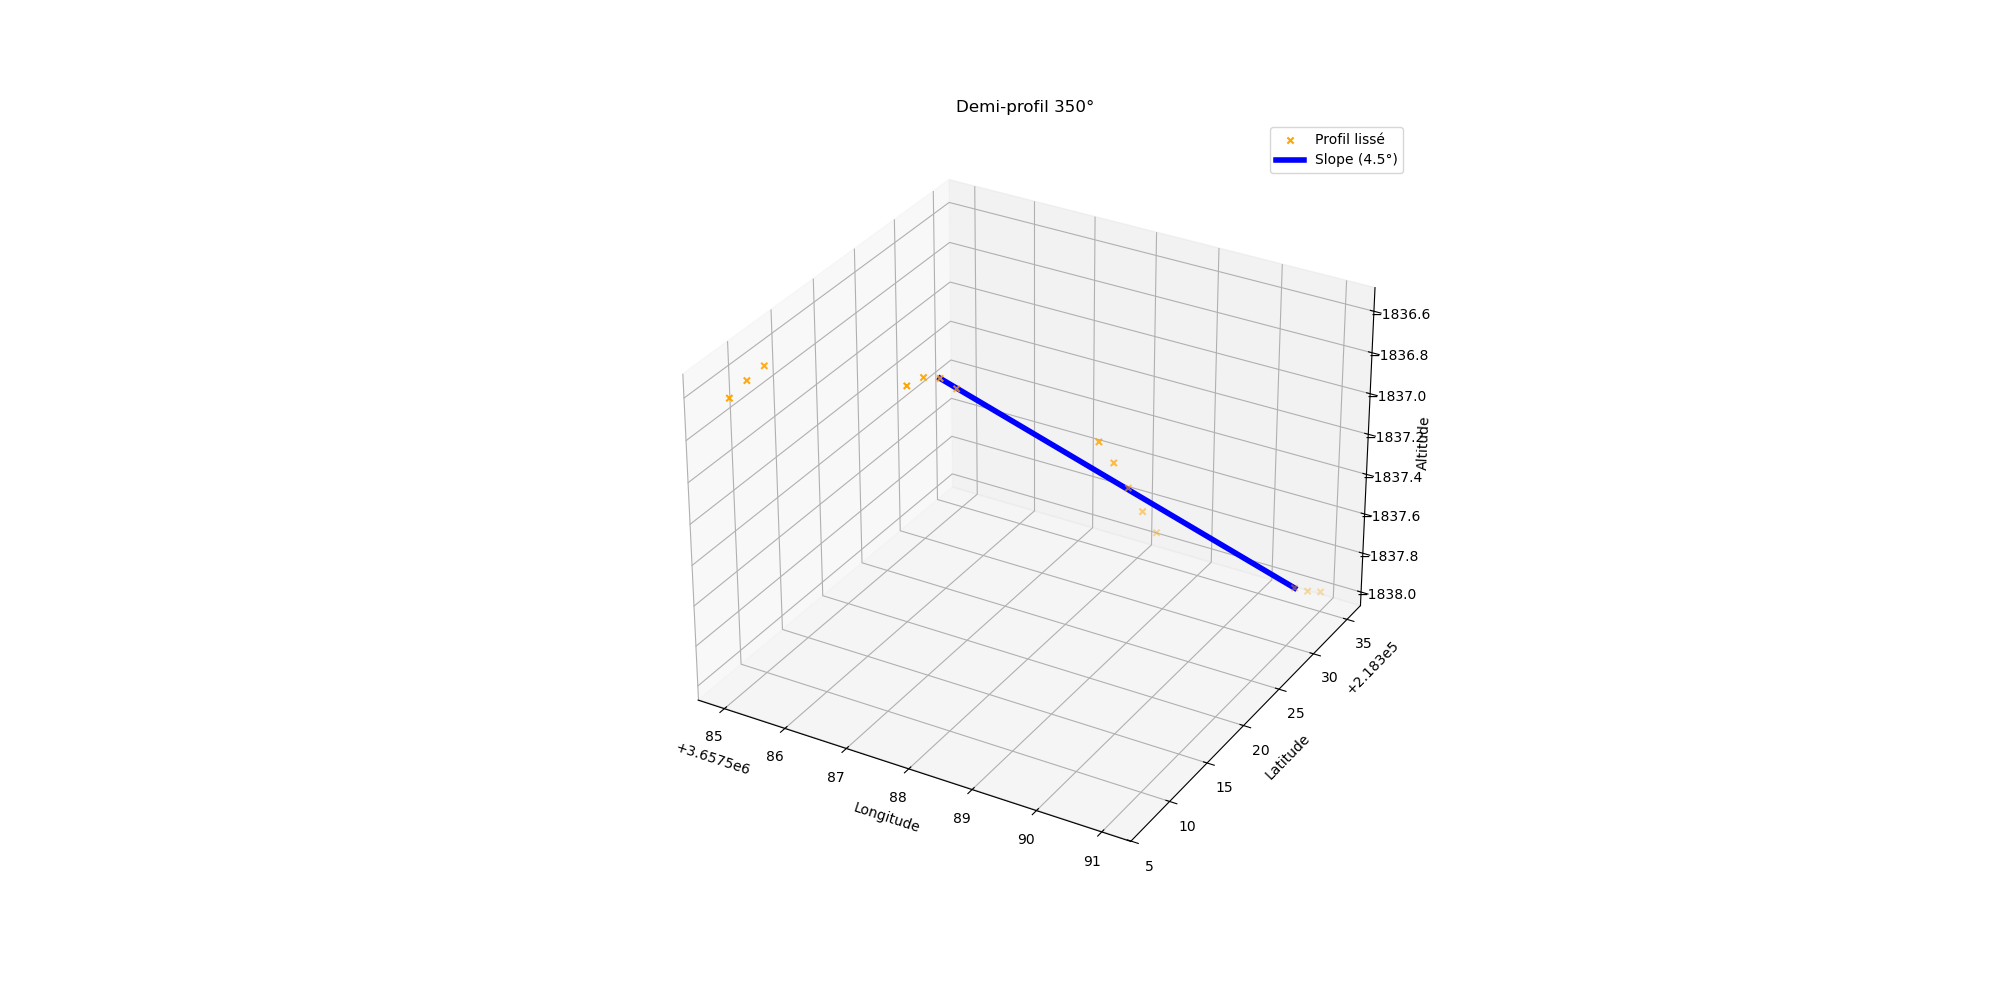 Demi-profil 350°
Profil lissé
Slope (4.5°)
−1836.6
−1836.8
−1837.0
−1837.2
−1837.4
−1837.6
−1837.8
−1838.0
Altitude
35
30
25
20
15
10
5
+2.183e5
Latitude
85
86
87
88
89
90
91
+3.6575e6
Longitude